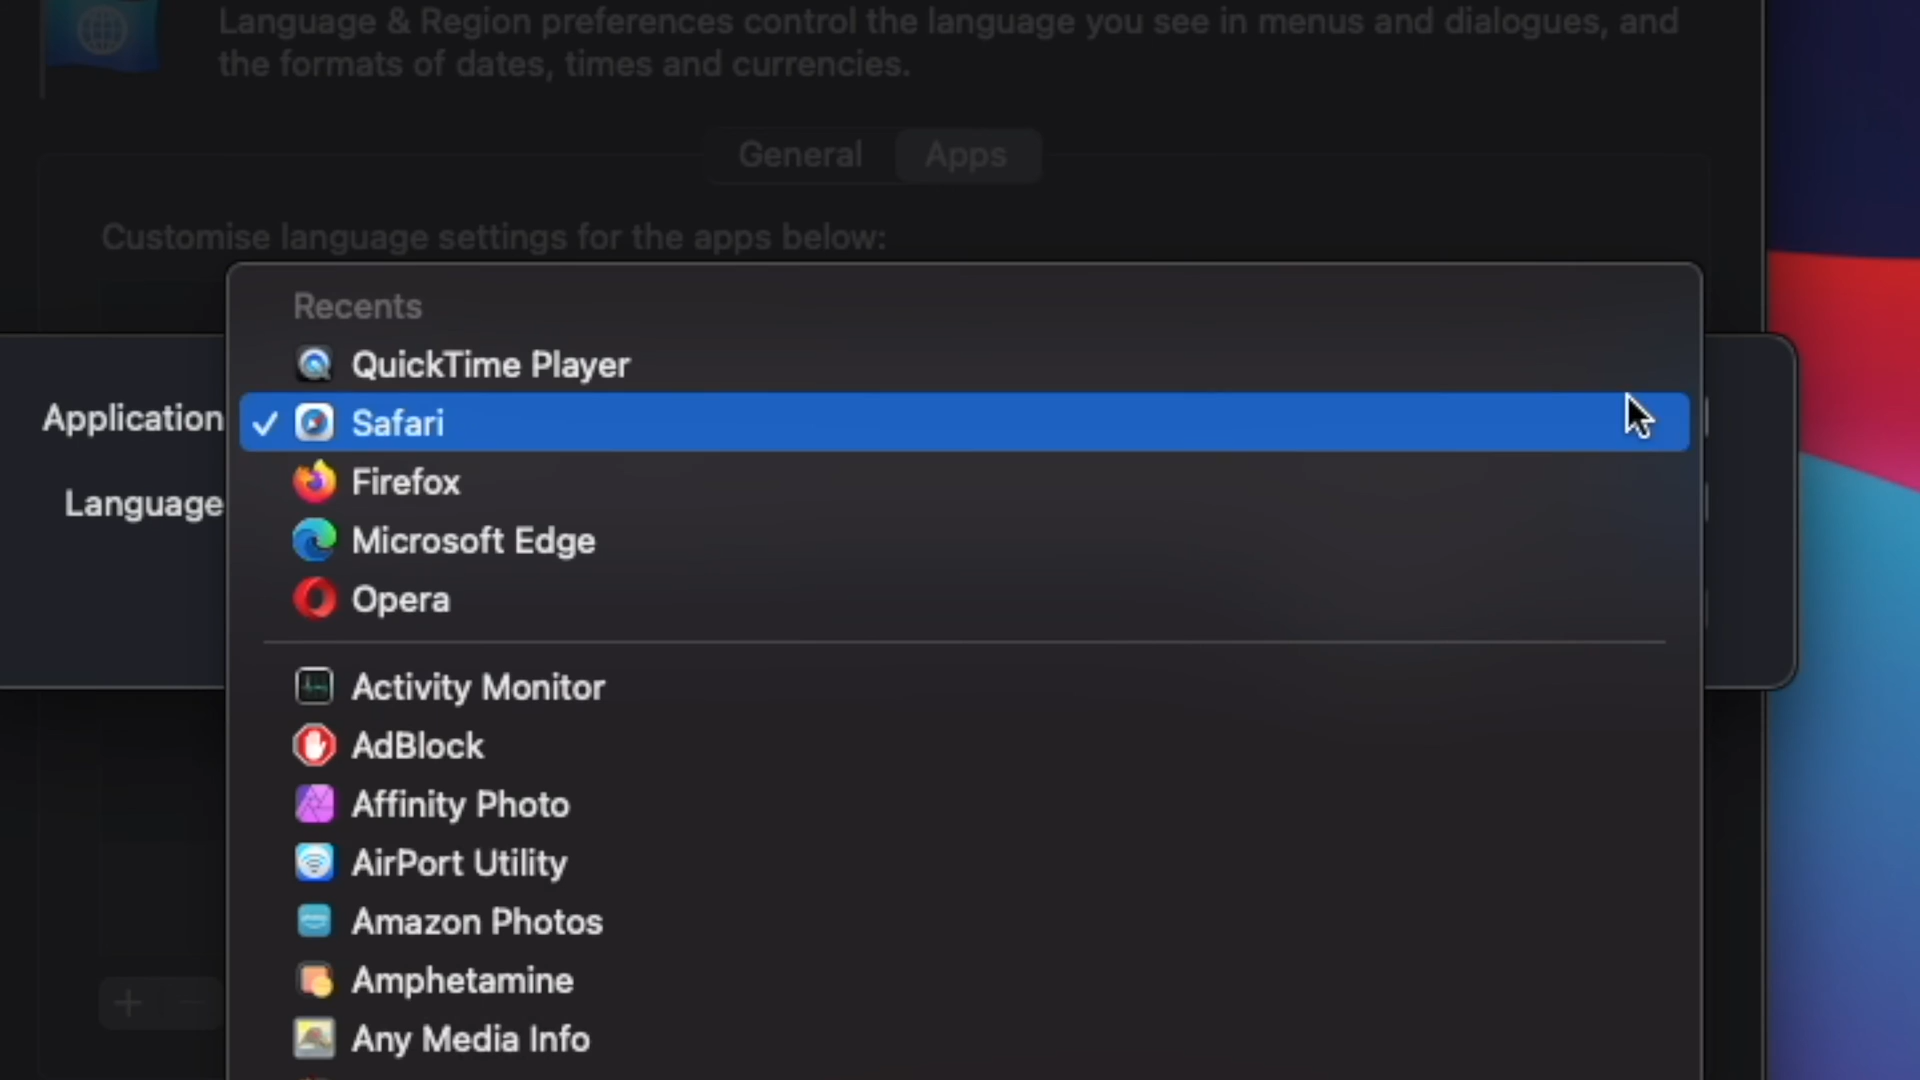 Language & Region preferences control the language you see in menus and dialogues, and
the formats of dates, times and currencies.
General Apps
Customise language settings for the apps below:
Recents
QuickTime Player
Application
✓ Safari
Firefox
Language
Microsoft Edge
Opera
Activity Monitor
AdBlock
Affinity Photo
AirPort Utility
Amazon Photos
Amphetamine
+ −
Any Media Info